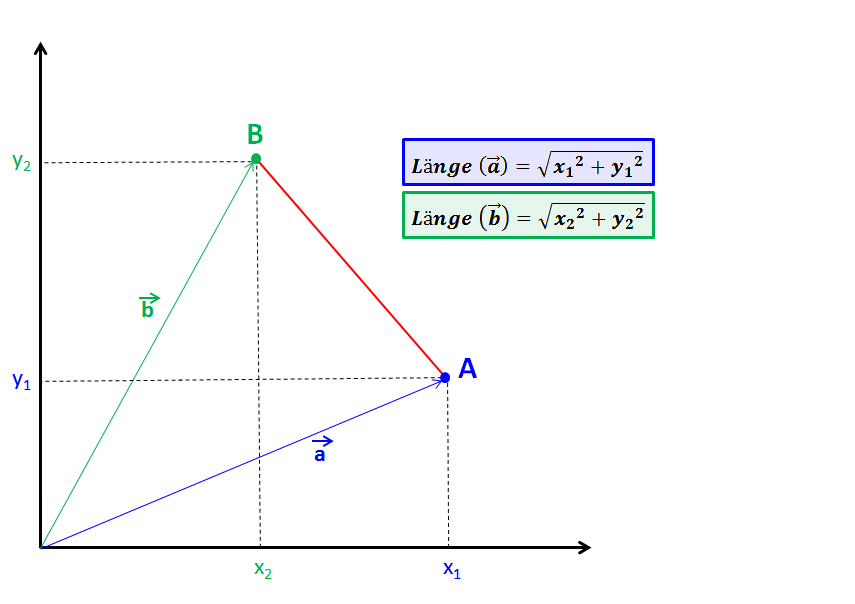 B
y₂
Länge (a⃗) = √x₁² + y₁²
Länge (b⃗) = √x₂² + y₂²
b⃗
A
y₁
a⃗
x₂
x₁